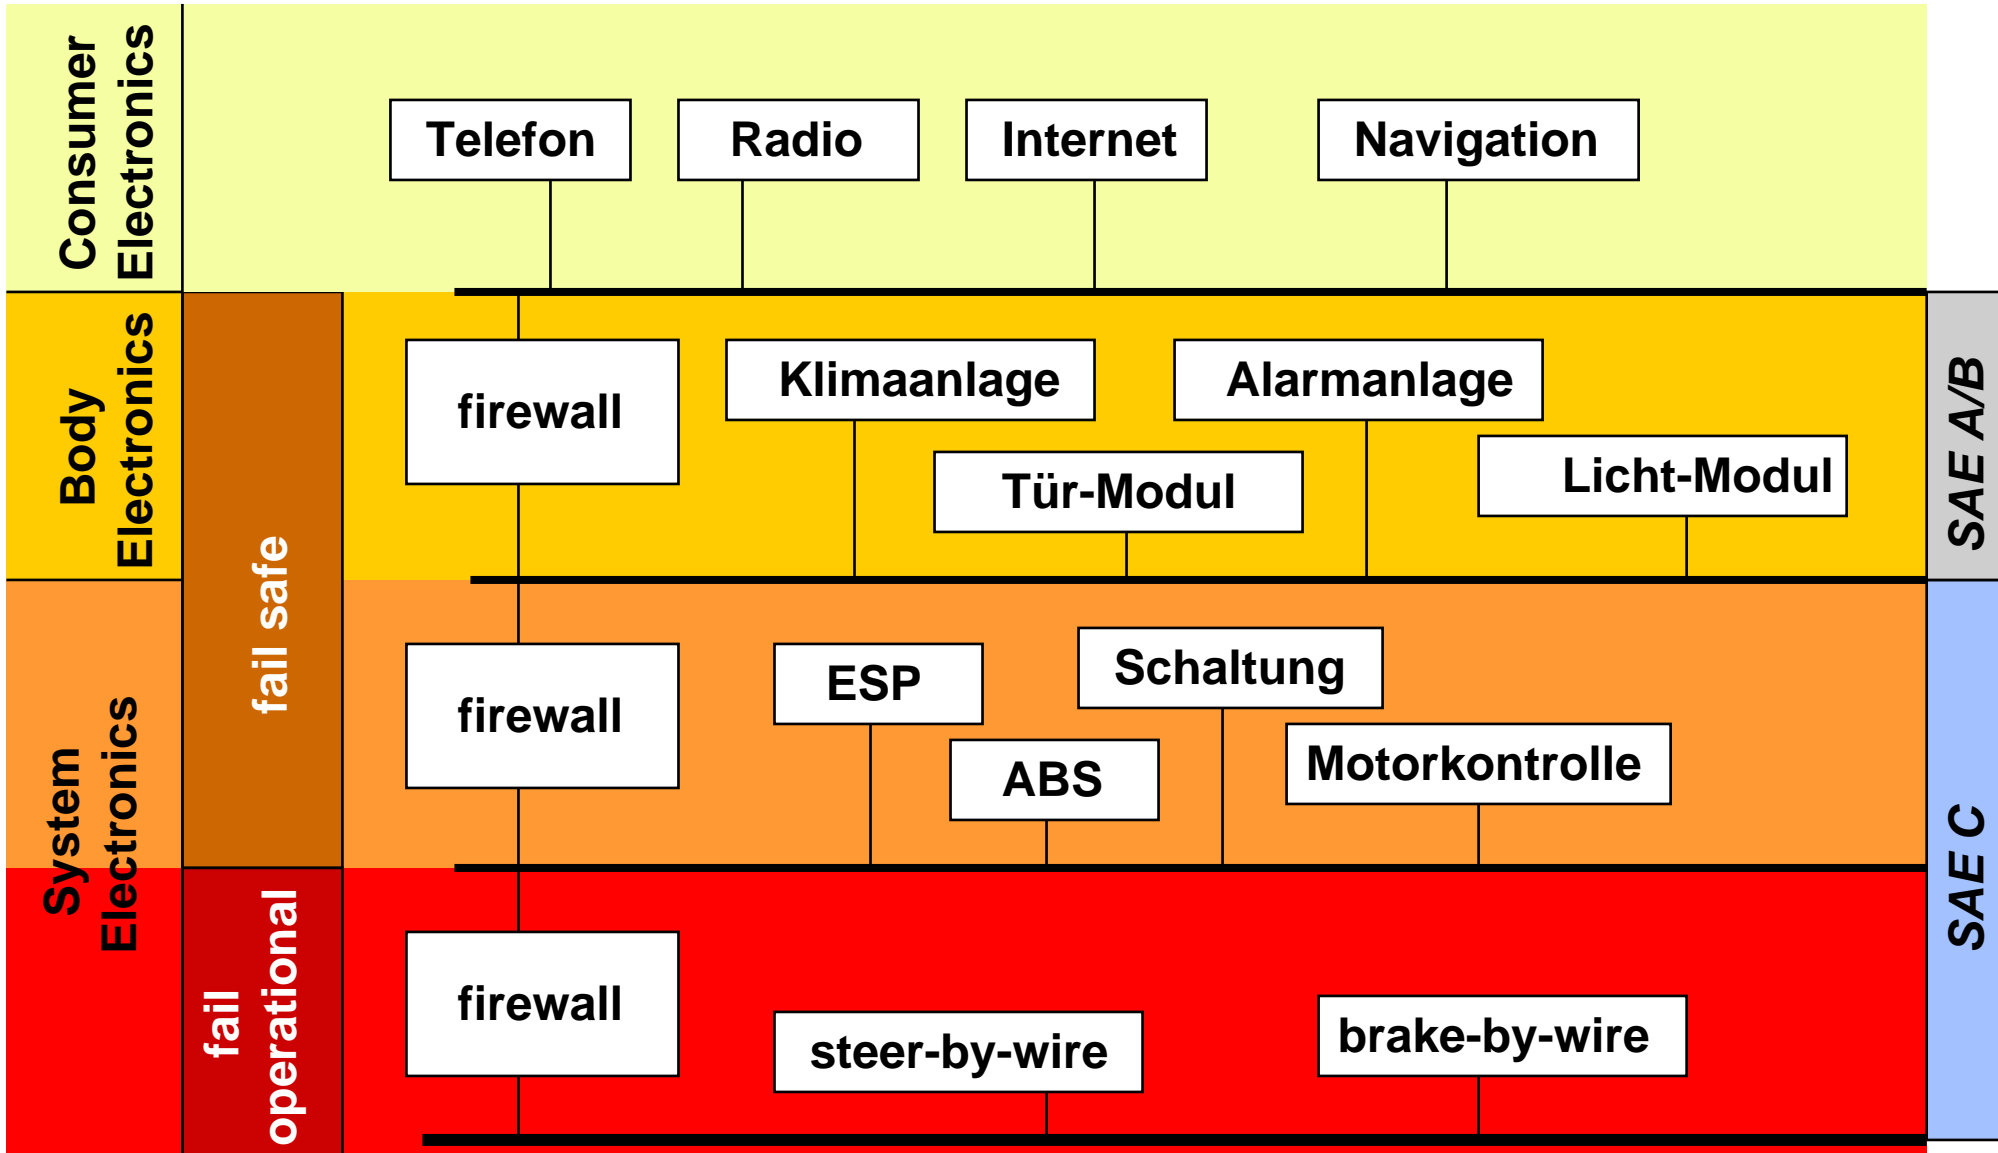 Consumer
Electronics
Telefon
Radio
Internet
Navigation
Body
Electronics
fail safe
firewall
Klimaanlage
Alarmanlage
Tür-Modul
Licht-Modul
SAE A/B
System
Electronics
firewall
ESP
Schaltung
ABS
Motorkontrolle
SAE C
fail
operational
firewall
steer-by-wire
brake-by-wire